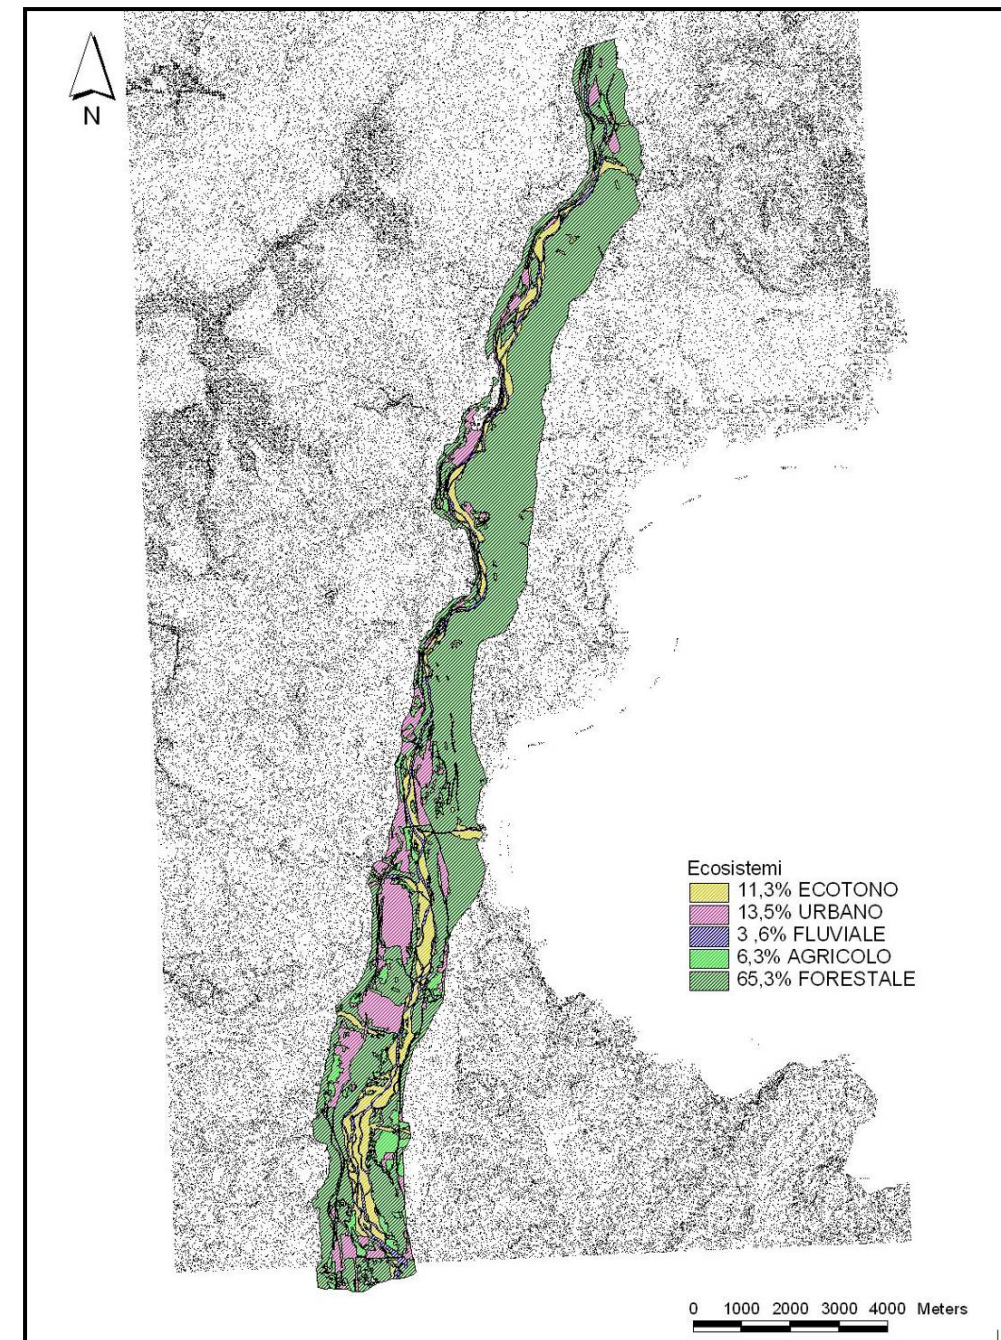 N
Ecosistemi
11,3% ECOTONO
13,5% URBANO
3 ,6% FLUVIALE
6,3% AGRICOLO
65,3% FORESTALE
0 1000 2000 3000 4000 Meters